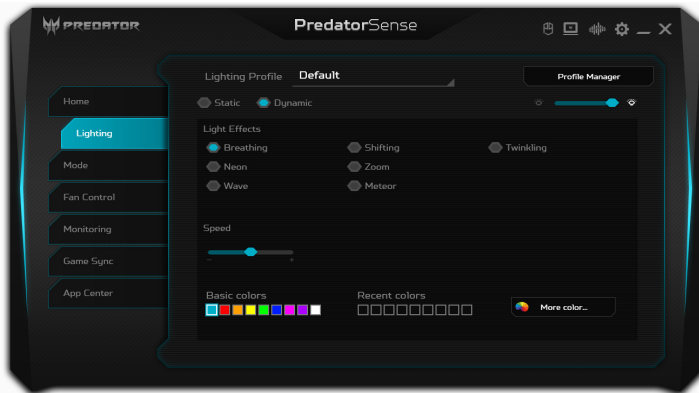 PREDATOR
PredatorSense
Lighting Profile Default
Profile Manager
Static Dynamic
Home
Lighting
Mode
Fan Control
Monitoring
Game Sync
App Center
Light Effects
Breathing Shifting Twinkling
Neon Zoom
Wave Meteor
Speed
- +
Basic colors Recent colors
More color...